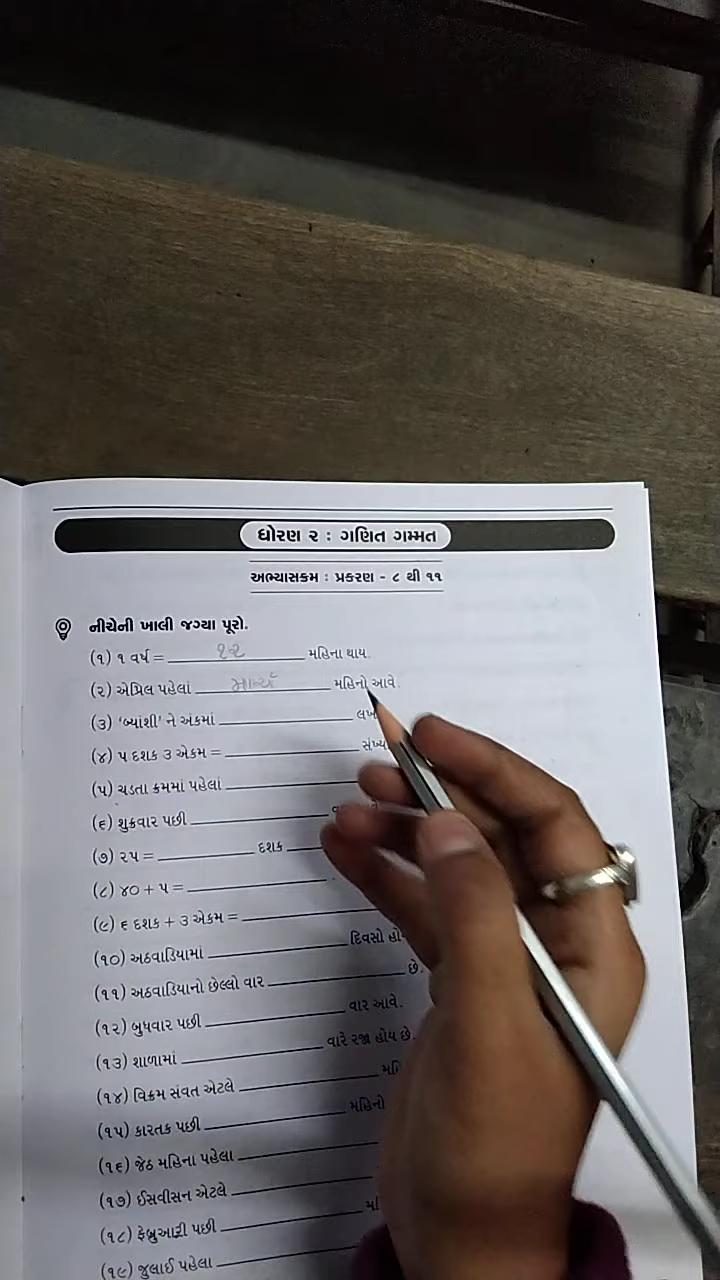 ધોરણ ૨ : ગણિત ગમ્મત
અભ્યાસક્રમ : પ્રકરણ - ૮ થી ૧૧
નીચેની ખાલી જગ્યા પૂરો.
(૧) ૧ વર્ષ = ૧૨ મહિના થાય.
(૨) એપ્રિલ પહેલાં માર્ચ મહિનો આવે.
(૩) 'બ્યાંશી' ને અંકમાં
(૪) ૫ દશક ૩ એકમ =
(૫) ચડતા ક્રમમાં પહેલાં
(૬) શુક્રવાર પછી
(૭) ૨૫ = દશક
(૮) ૪૦ + ૫ =
(૯) ૬ દશક + ૩ એકમ =
(૧૦) અઠવાડિયામાં દિવસો
(૧૧) અઠવાડિયાનો છેલ્લો વાર છે.
(૧૨) બુધવાર પછી વાર આવે.
(૧૩) શાળામાં વારે રજા હોય છે.
(૧૪) વિક્રમ સંવત એટલે
(૧૫) કારતક પછી મહિનો
(૧૬) જેઠ મહિના પહેલા
(૧૭) ઈસવીસન એટલે
(૧૮) ફેબ્રુઆરી પછી
(૧૯) જુલાઈ પહેલા